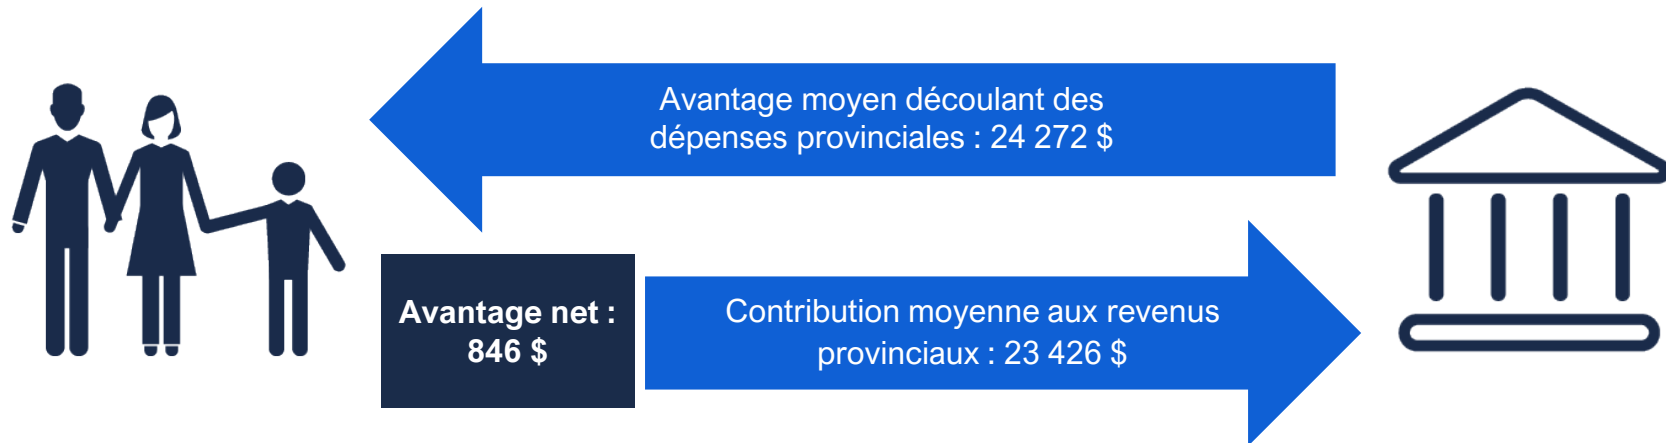 Avantage moyen découlant des
dépenses provinciales : 24 272 $
Avantage net :
846 $
Contribution moyenne aux revenus
provinciaux : 23 426 $